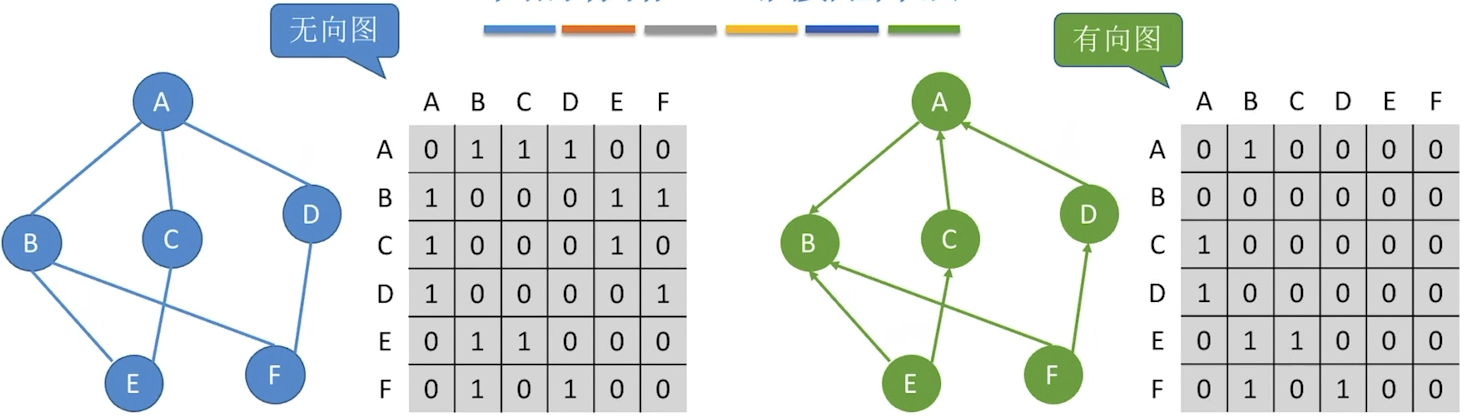 无向图
A
B
C
D
E
F
A B C D E F
A 0 1 1 1 0 0
B 1 0 0 0 1 1
C 1 0 0 0 1 0
D 1 0 0 0 0 1
E 0 1 1 0 0 0
F 0 1 0 1 0 0
有向图
A
B
C
D
E
F
A B C D E F
A 0 1 0 0 0 0
B 0 0 0 0 0 0
C 1 0 0 0 0 0
D 1 0 0 0 0 0
E 0 1 1 0 0 0
F 0 1 0 1 0 0